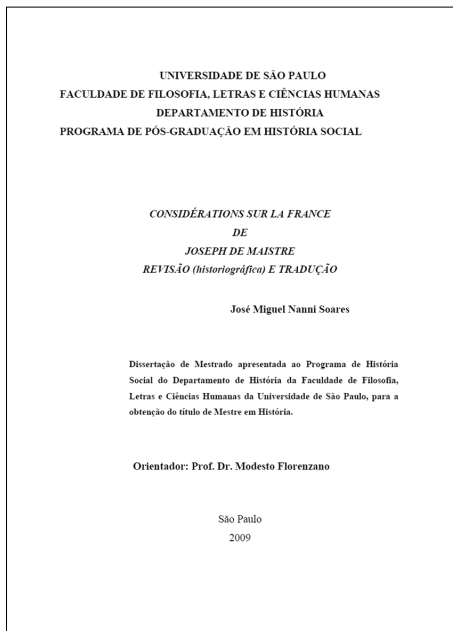 UNIVERSIDADE DE SÃO PAULO
FACULDADE DE FILOSOFIA, LETRAS E CIÊNCIAS HUMANAS
DEPARTAMENTO DE HISTÓRIA
PROGRAMA DE PÓS-GRADUAÇÃO EM HISTÓRIA SOCIAL
CONSIDÉRATIONS SUR LA FRANCE
DE
JOSEPH DE MAISTRE
REVISÃO (historiográfica) E TRADUÇÃO
José Miguel Nanni Soares
Dissertação de Mestrado apresentada ao Programa de História
Social do Departamento de História da Faculdade de Filosofia,
Letras e Ciências Humanas da Universidade de São Paulo, para a
obtenção do título de Mestre em História.
Orientador: Prof. Dr. Modesto Florenzano
São Paulo
2009